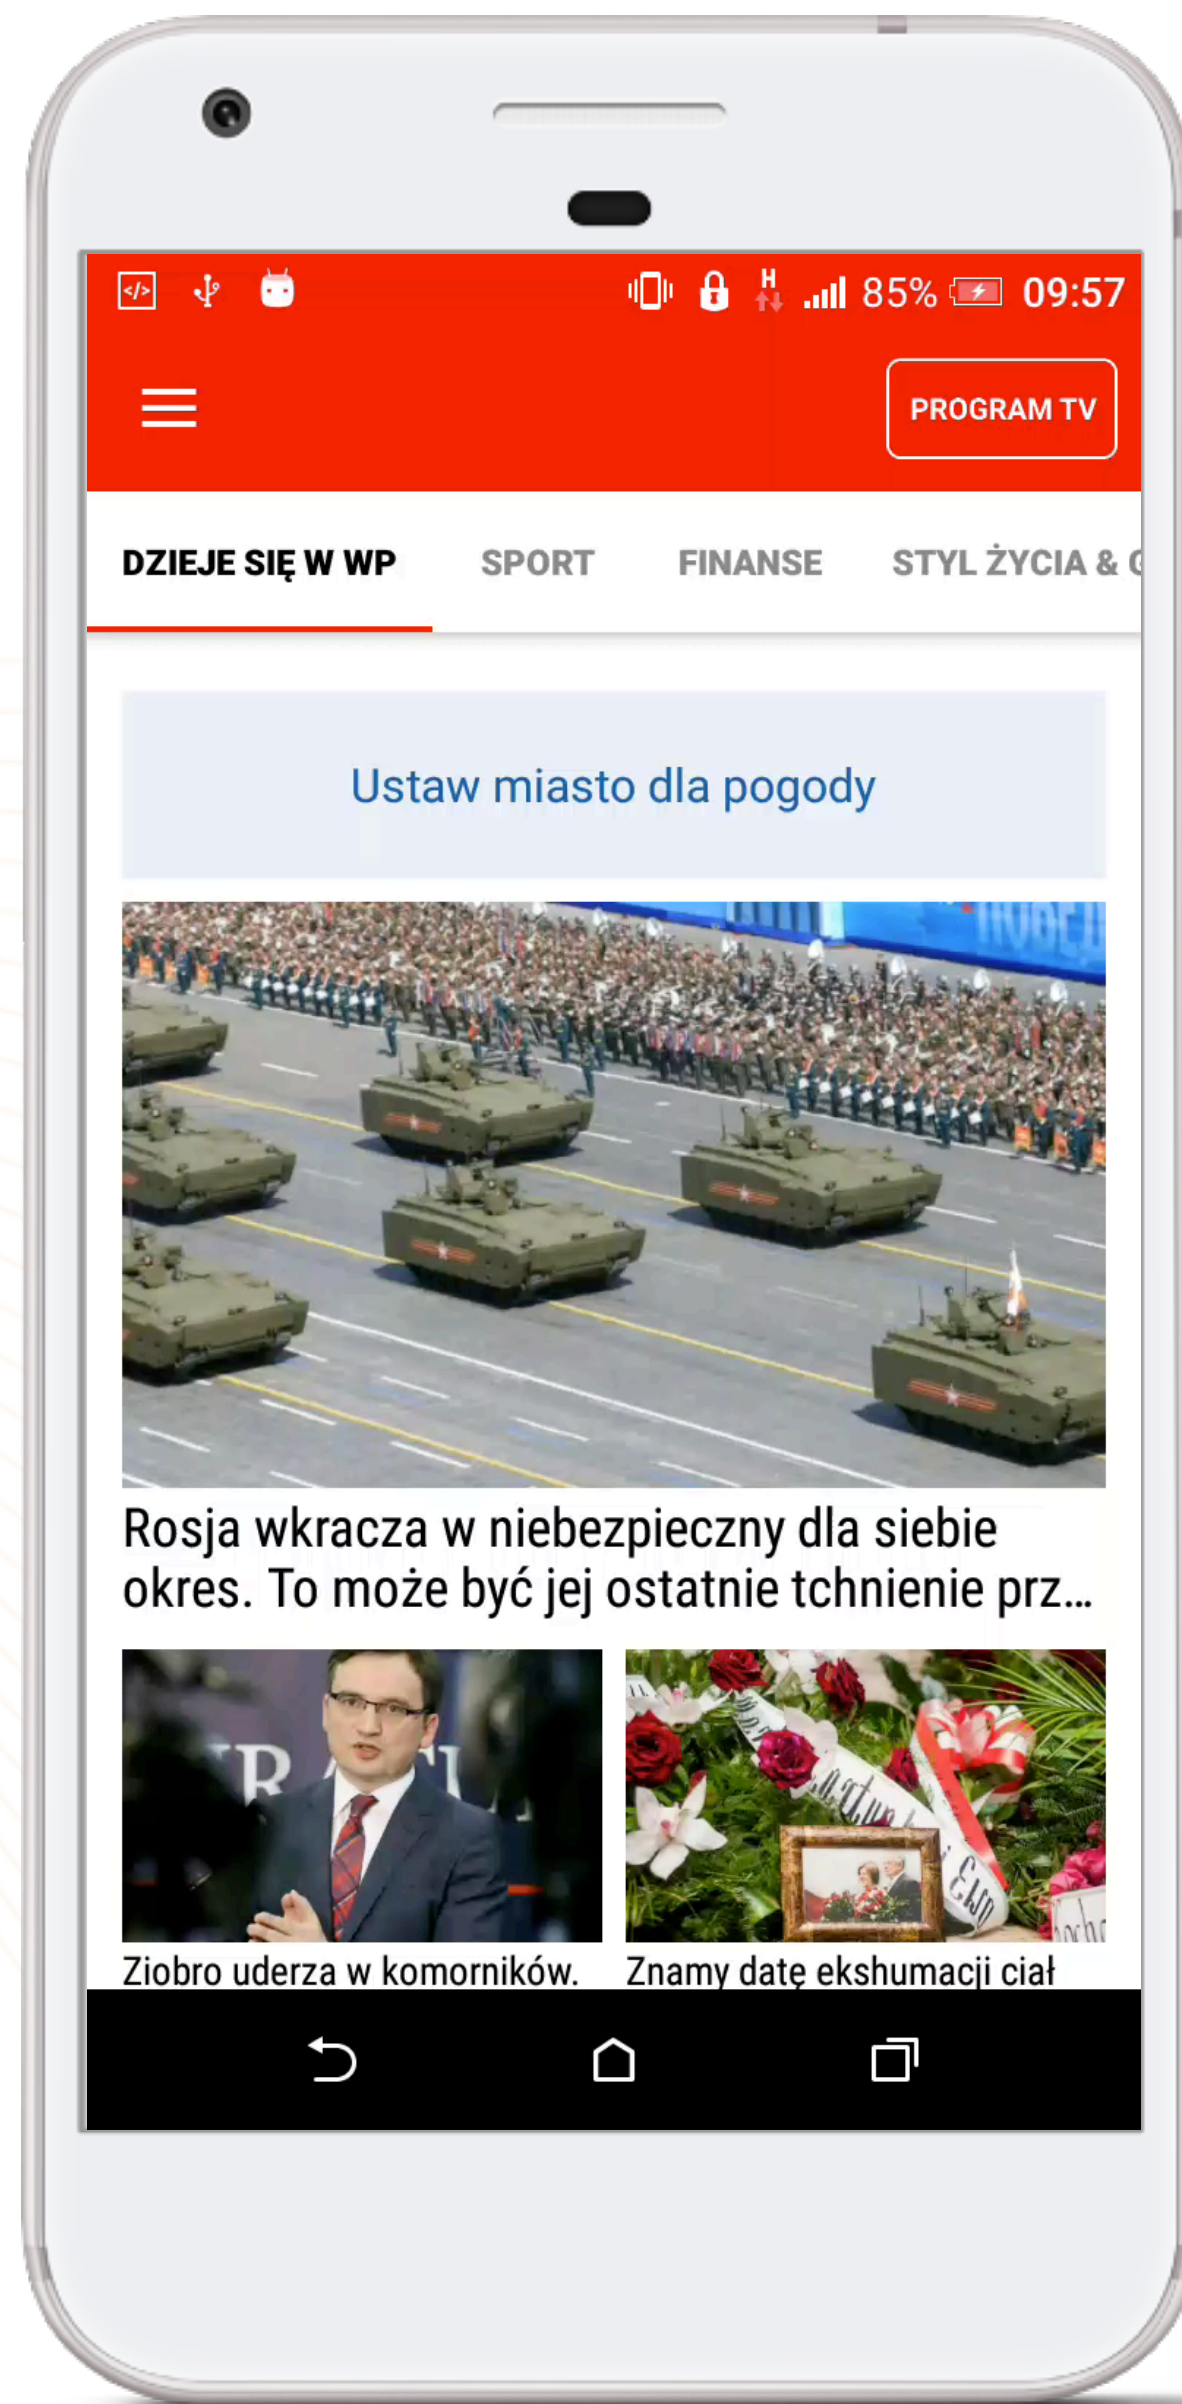 </>
H
85%
09:57
PROGRAM TV
DZIEJE SIĘ W WP
SPORT
FINANSE
STYL ŻYCIA & G
Ustaw miasto dla pogody
Rosja wkracza w niebezpieczny dla siebie
okres. To może być jej ostatnie tchnienie prz...
Ziobro uderza w komorników.
Znamy datę ekshumacji ciał